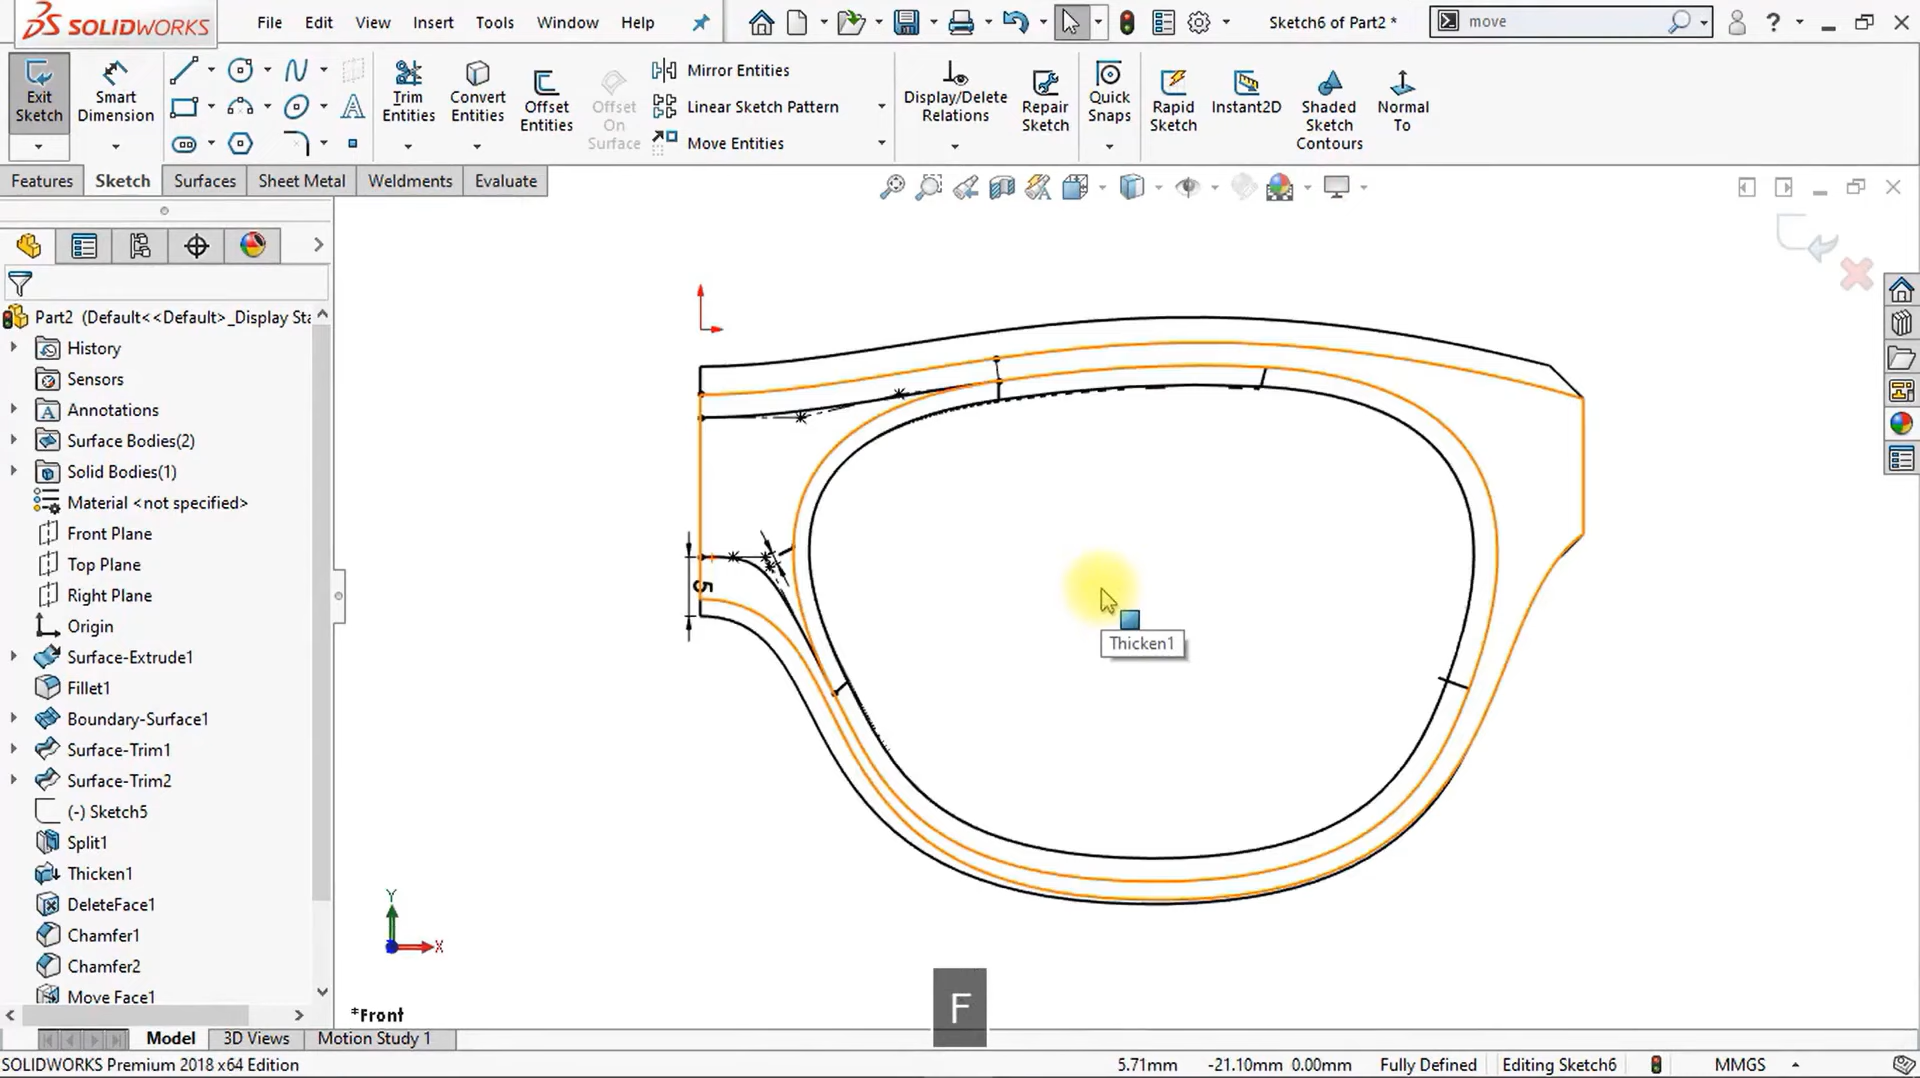 SOLIDWORKS File Edit View Insert Tools Window Help Sketch6 of Part2 * move ?
Exit Sketch
Smart Dimension
Trim Entities
Convert Entities
Offset Entities
Offset On Surface
Mirror Entities
Linear Sketch Pattern
Move Entities
Display/Delete Relations
Repair Sketch
Quick Snaps
Rapid Sketch
Instant2D
Shaded Sketch Contours
Normal To
Features Sketch Surfaces Sheet Metal Weldments Evaluate
Part2 (Default<<Default>_Display Sta
History
Sensors
Annotations
Surface Bodies(2)
Solid Bodies(1)
Material <not specified>
Front Plane
Top Plane
Right Plane
Origin
Surface-Extrude1
Fillet1
Boundary-Surface1
Surface-Trim1
Surface-Trim2
(-) Sketch5
Split1
Thicken1
DeleteFace1
Chamfer1
Chamfer2
Move Face1
5
Thicken1
Y
X
F
*Front
Model 3D Views Motion Study 1
SOLIDWORKS Premium 2018 x64 Edition 5.71mm -21.10mm 0.00mm Fully Defined Editing Sketch6 MMGS